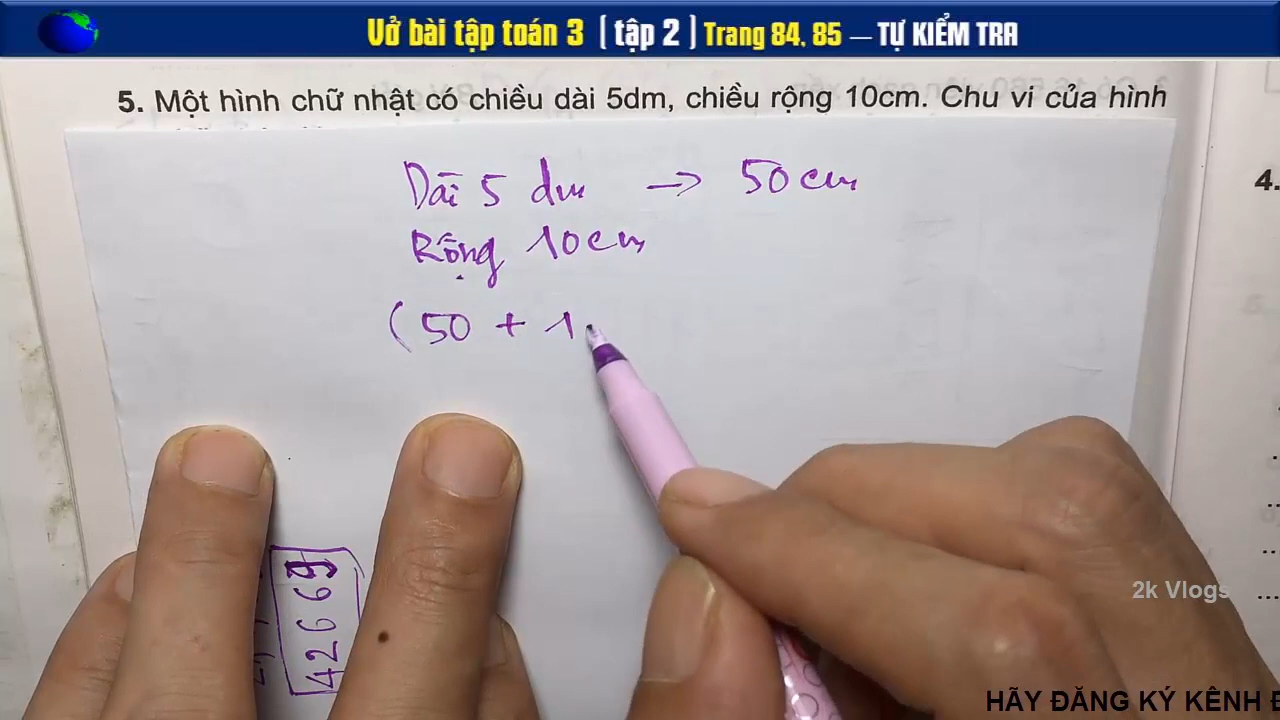 Vở bài tập toán 3 ( tập 2 ) Trang 84, 85 — TỰ KIỂM TRA
5. Một hình chữ nhật có chiều dài 5dm, chiều rộng 10cm. Chu vi của hình
Dài 5 dm → 50cm
4.
Rộng 10cm
(50 + 1
42669
2k Vlogs
HÃY ĐĂNG KÝ KÊNH